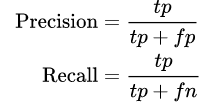 Precision = tp / (tp + fp)
Recall = tp / (tp + fn)